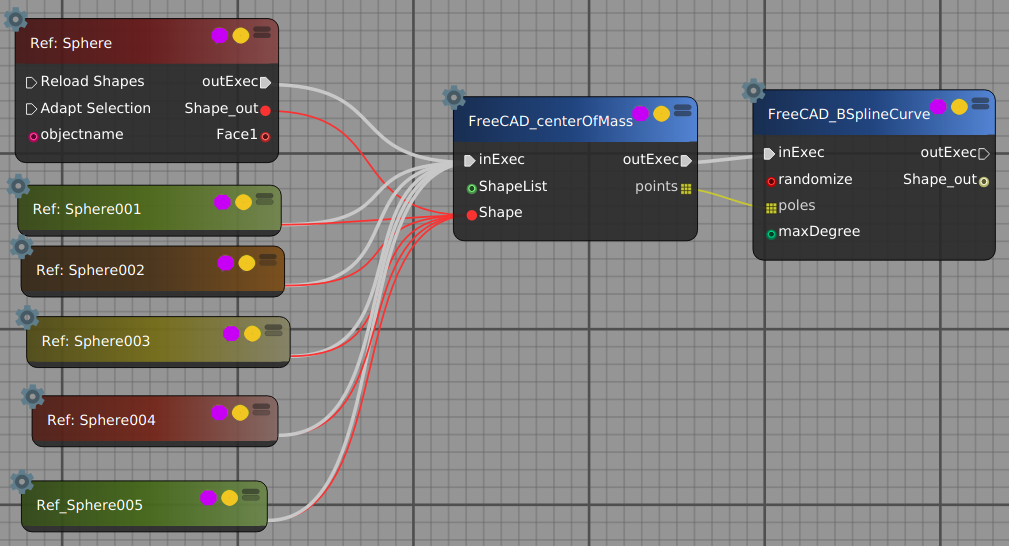 Ref: Sphere
Reload Shapes
outExec
Adapt Selection
Shape_out
objectname
Face1
Ref: Sphere001
Ref: Sphere002
Ref: Sphere003
Ref: Sphere004
Ref_Sphere005
FreeCAD_centerOfMass
inExec
outExec
ShapeList
points
Shape
FreeCAD_BSplineCurve
inExec
outExec
randomize
Shape_out
poles
maxDegree